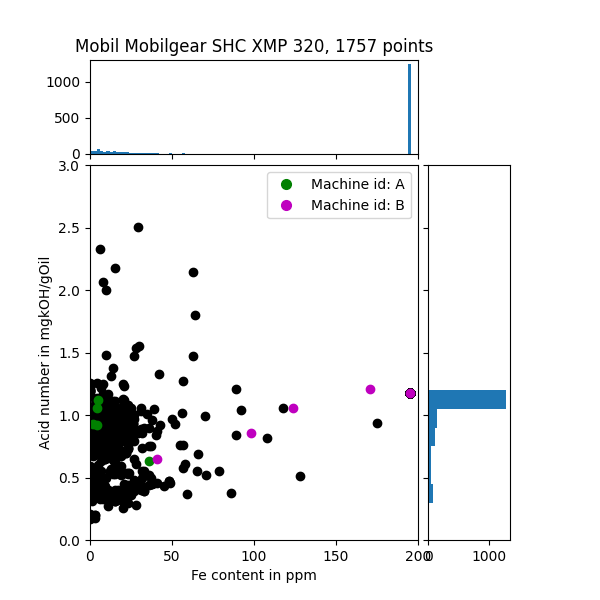 Mobil Mobilgear SHC XMP 320, 1757 points
1000
500
0
3.0
2.5
2.0
1.5
1.0
0.5
0.0
Acid number in mgkOH/gOil
Machine id: A
Machine id: B
0 50 100 150 200
0 1000
Fe content in ppm